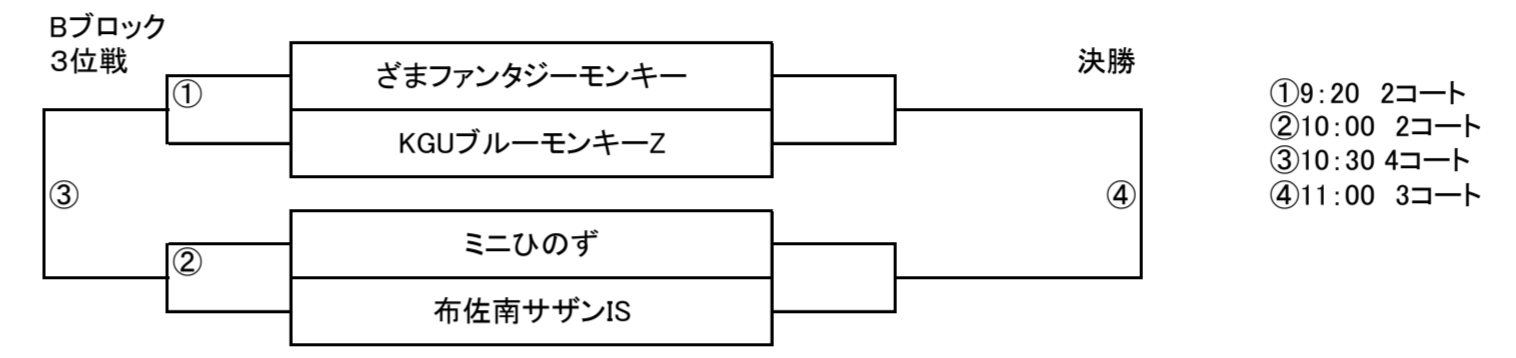 Bブロック
3位戦
決勝
①
ざまファンタジーモンキー
KGUブルーモンキーZ
③
④
②
ミニひのず
布佐南サザンIS
①9:20 2コート
②10:00 2コート
③10:30 4コート
④11:00 3コート